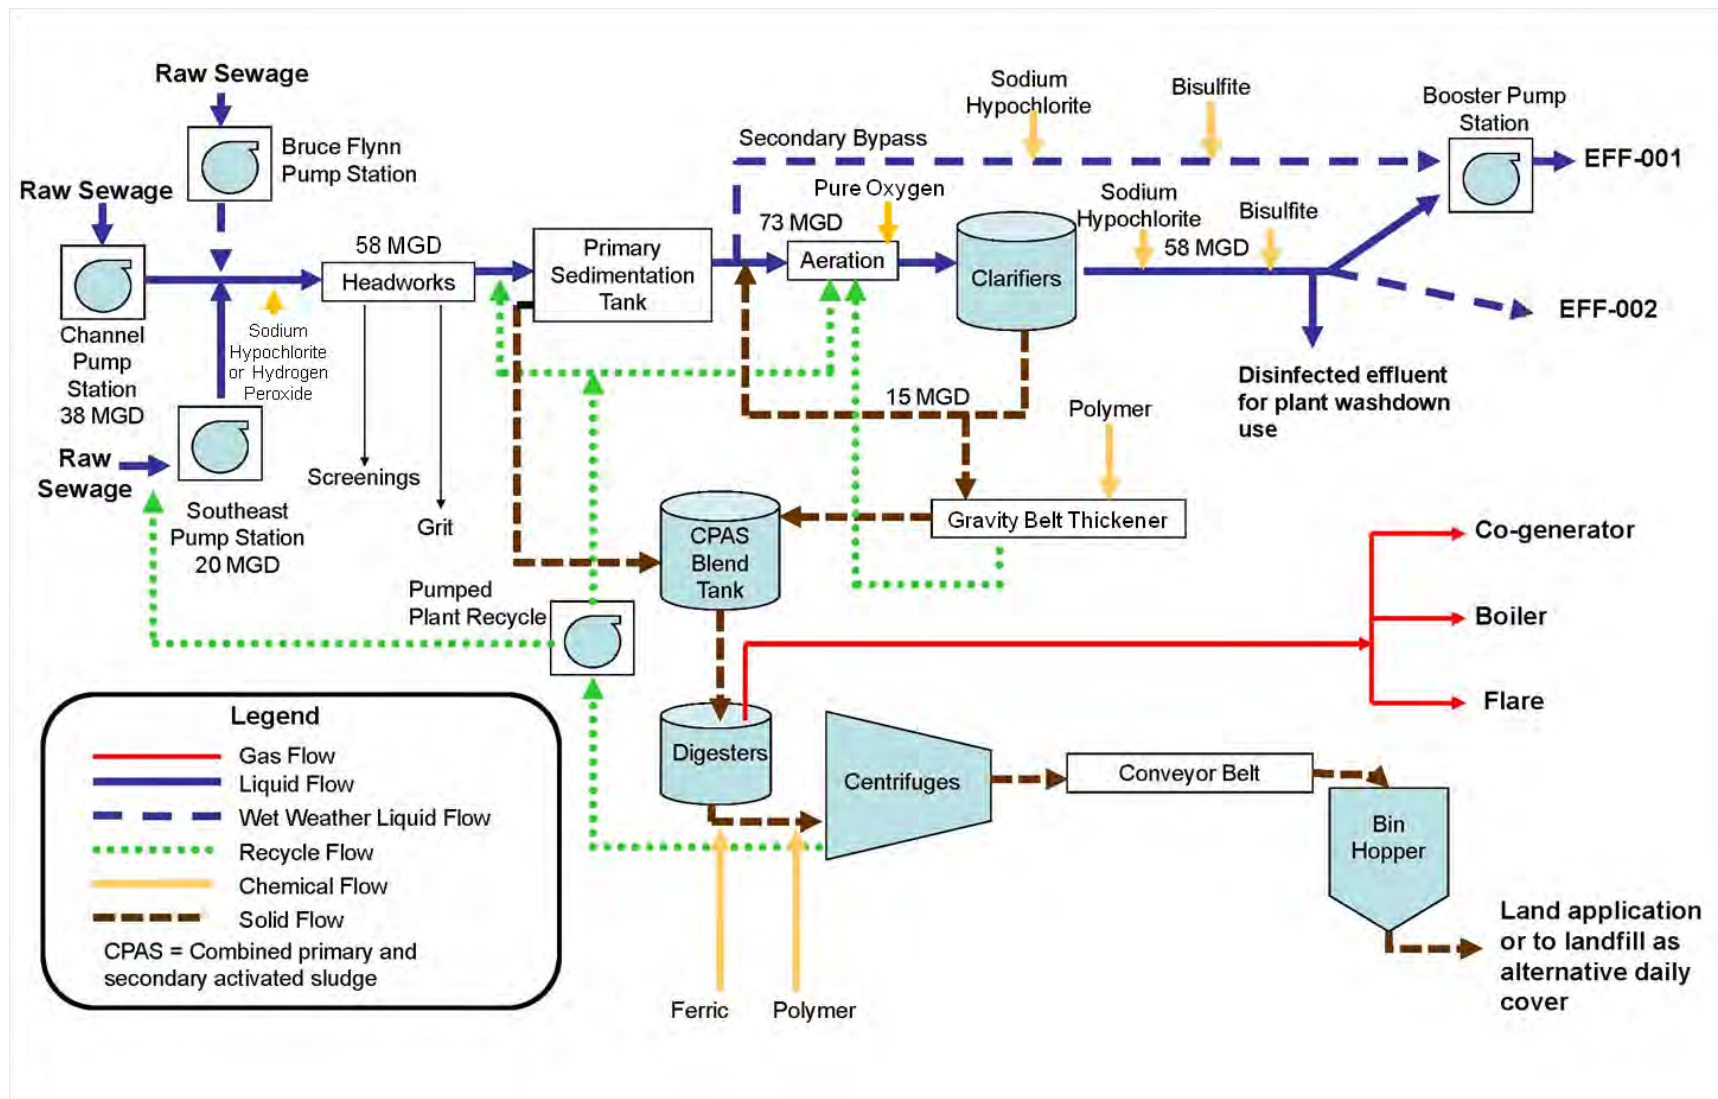 Raw Sewage
Bruce Flynn
Pump Station
Raw Sewage
Channel
Pump
Station
38 MGD
Sodium
Hypochlorite
or Hydrogen
Peroxide
Raw
Sewage
Southeast
Pump Station
20 MGD
58 MGD
Headworks
Screenings
Grit
Primary
Sedimentation
Tank
Secondary Bypass
Sodium
Hypochlorite
Bisulfite
Booster Pump
Station
EFF-001
Pure Oxygen
73 MGD
Aeration
Clarifiers
Sodium
Hypochlorite
58 MGD
Bisulfite
EFF-002
Disinfected effluent
for plant washdown
use
15 MGD
Polymer
Gravity Belt Thickener
CPAS
Blend
Tank
Pumped
Plant Recycle
Co-generator
Boiler
Flare
Digesters
Centrifuges
Conveyor Belt
Bin
Hopper
Land application
or to landfill as
alternative daily
cover
Ferric
Polymer
Legend
Gas Flow
Liquid Flow
Wet Weather Liquid Flow
Recycle Flow
Chemical Flow
Solid Flow
CPAS = Combined primary and
secondary activated sludge